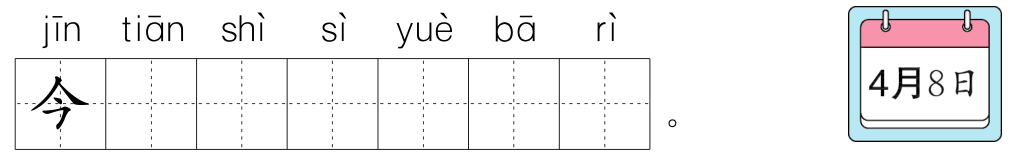 jīn tiān shì sì yuè bā rì
今 。
4月8日